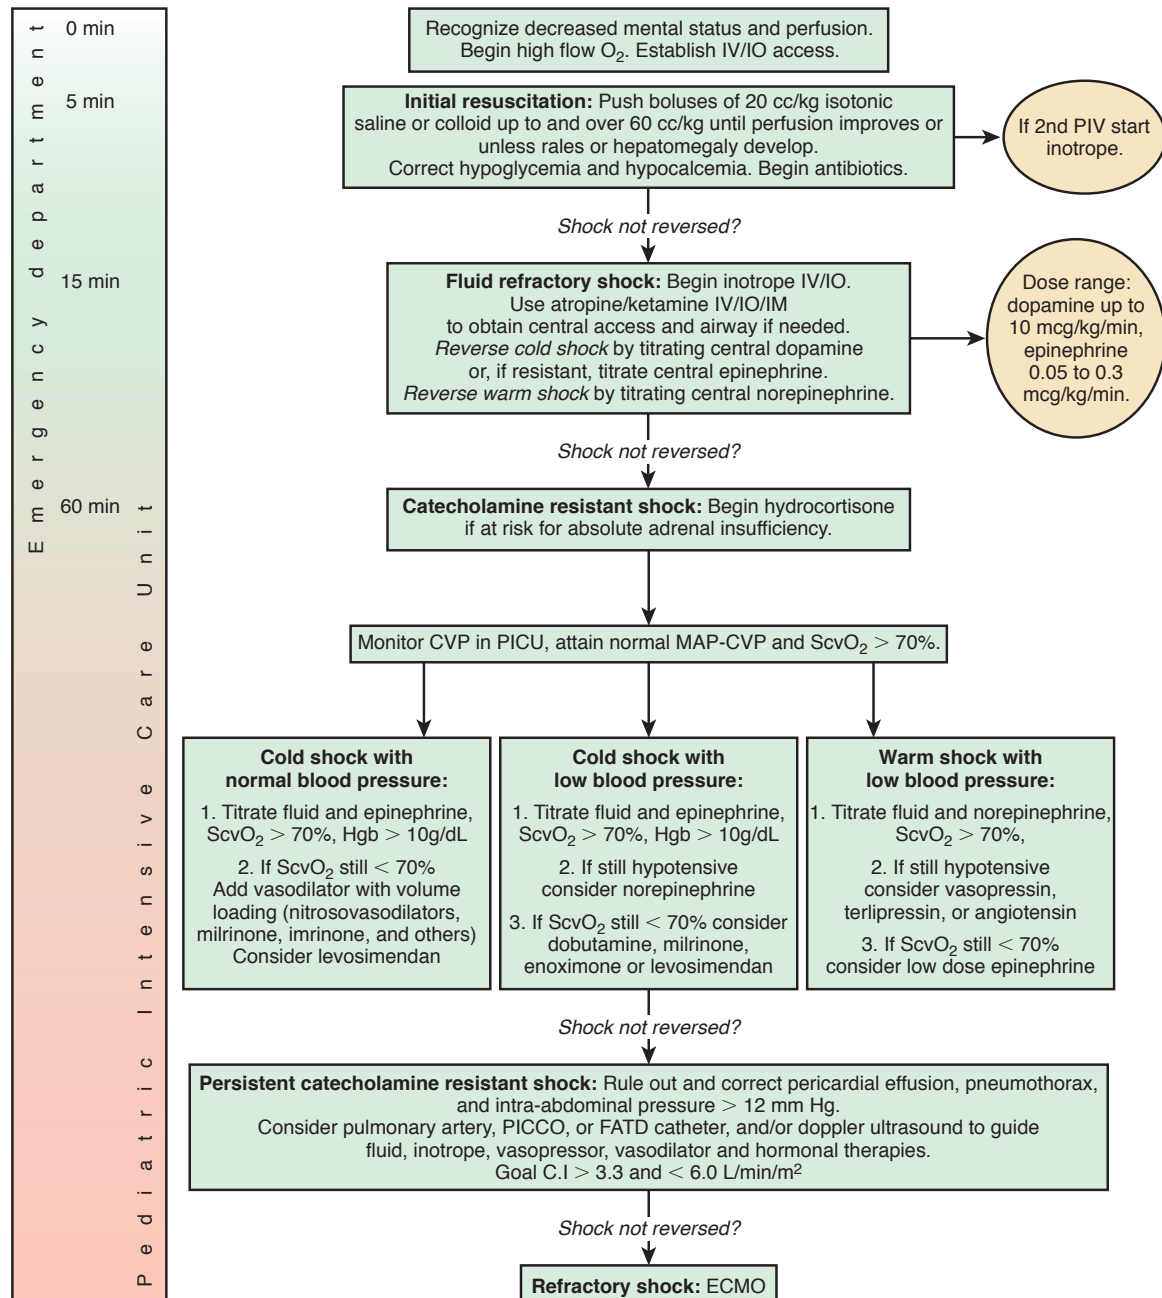 Emergency department
Pediatric Intensive Care Unit
0 min
Recognize decreased mental status and perfusion.
Begin high flow O₂. Establish IV/IO access.
5 min
Initial resuscitation: Push boluses of 20 cc/kg isotonic
saline or colloid up to and over 60 cc/kg until perfusion improves or
unless rales or hepatomegaly develop.
Correct hypoglycemia and hypocalcemia. Begin antibiotics.
If 2nd PIV start
inotrope.
Shock not reversed?
15 min
Fluid refractory shock: Begin inotrope IV/IO.
Use atropine/ketamine IV/IO/IM
to obtain central access and airway if needed.
Reverse cold shock by titrating central dopamine
or, if resistant, titrate central epinephrine.
Reverse warm shock by titrating central norepinephrine.
Dose range:
dopamine up to
10 mcg/kg/min,
epinephrine
0.05 to 0.3
mcg/kg/min.
Shock not reversed?
60 min
Catecholamine resistant shock: Begin hydrocortisone
if at risk for absolute adrenal insufficiency.
Monitor CVP in PICU, attain normal MAP-CVP and ScvO₂ > 70%.
Cold shock with
normal blood pressure:
1. Titrate fluid and epinephrine,
ScvO₂ > 70%, Hgb > 10g/dL
2. If ScvO₂ still < 70%
Add vasodilator with volume
loading (nitrosovasodilators,
milrinone, imrinone, and others)
Consider levosimendan
Cold shock with
low blood pressure:
1. Titrate fluid and epinephrine,
ScvO₂ > 70%, Hgb > 10g/dL
2. If still hypotensive
consider norepinephrine
3. If ScvO₂ still < 70% consider
dobutamine, milrinone,
enoximone or levosimendan
Warm shock with
low blood pressure:
1. Titrate fluid and norepinephrine,
ScvO₂ > 70%,
2. If still hypotensive
consider vasopressin,
terlipressin, or angiotensin
3. If ScvO₂ still < 70%
consider low dose epinephrine
Shock not reversed?
Persistent catecholamine resistant shock: Rule out and correct pericardial effusion, pneumothorax,
and intra-abdominal pressure > 12 mm Hg.
Consider pulmonary artery, PICCO, or FATD catheter, and/or doppler ultrasound to guide
fluid, inotrope, vasopressor, vasodilator and hormonal therapies.
Goal C.I > 3.3 and < 6.0 L/min/m²
Shock not reversed?
Refractory shock: ECMO